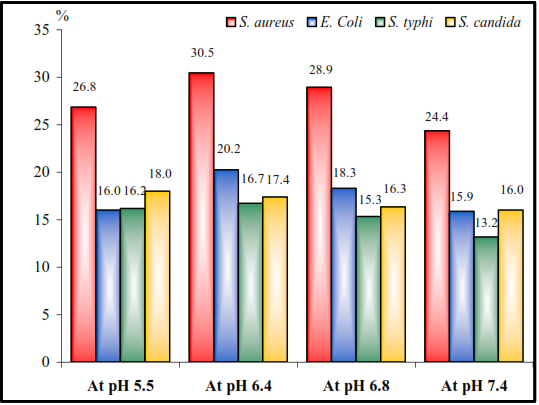 %
S. aureus E. Coli S. typhi S. candida
35
30
25
20
15
10
5
0
26.8 16.0 16.2 18.0
30.5 20.2 16.7 17.4
28.9 18.3 15.3 16.3
24.4 15.9 13.2 16.0
At pH 5.5 At pH 6.4 At pH 6.8 At pH 7.4